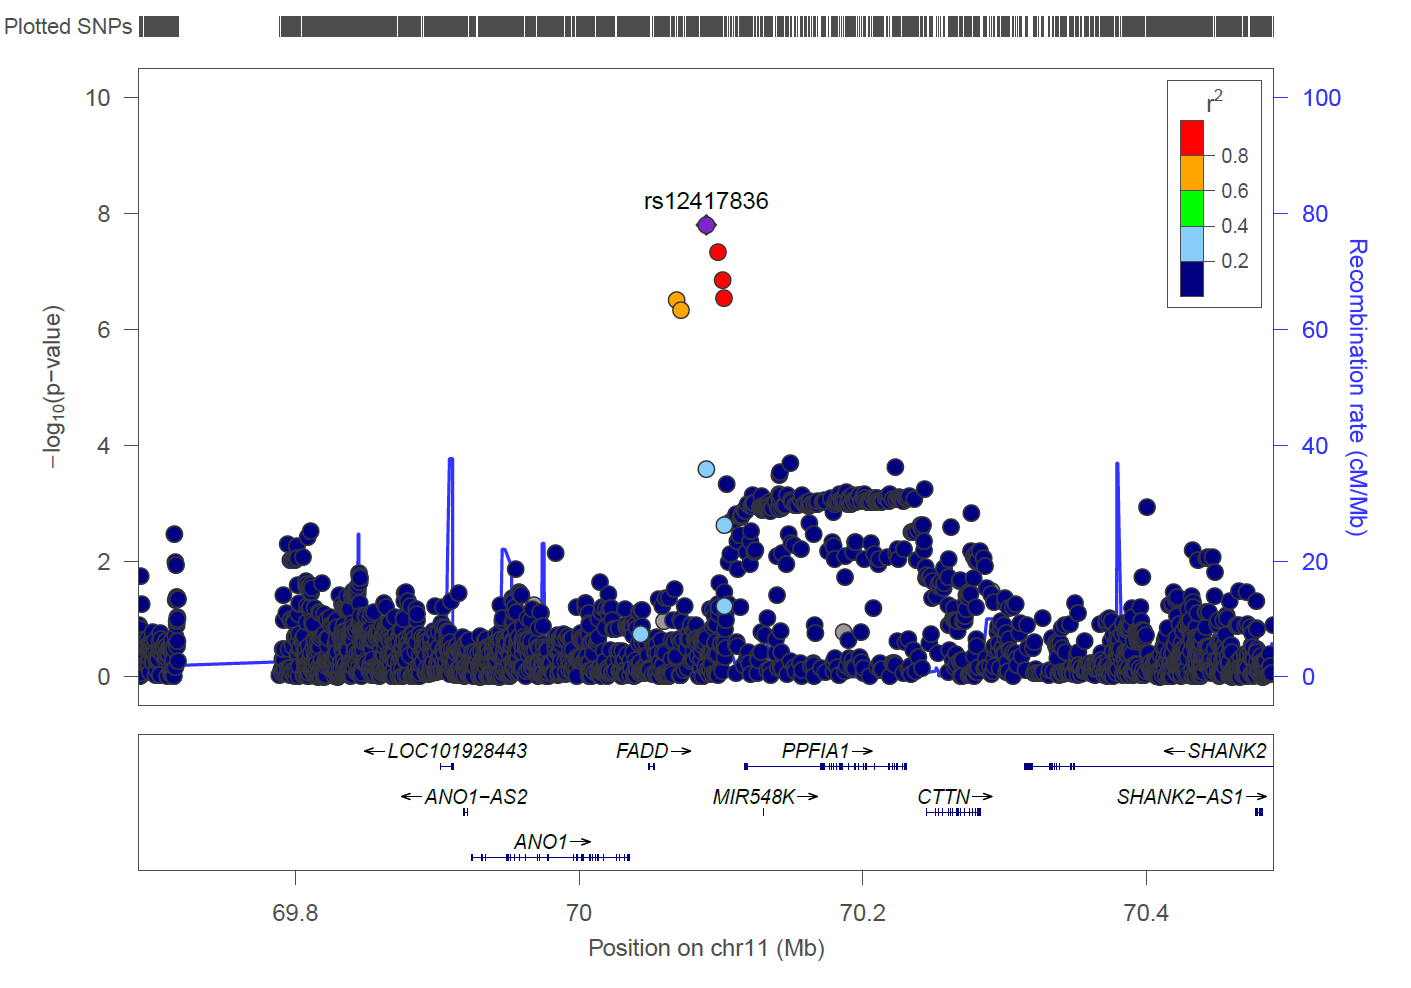 Plotted SNPs
10
8
6
4
2
0
−log10(p−value)
100
80
60
40
20
0
Recombination rate (cM/Mb)
r2
0.8
0.6
0.4
0.2
rs12417836
←LOC101928443
FADD→
PPFIA1→
←SHANK2
←ANO1−AS2
MIR548K→
CTTN→
SHANK2−AS1→
ANO1→
69.8
70
70.2
70.4
Position on chr11 (Mb)